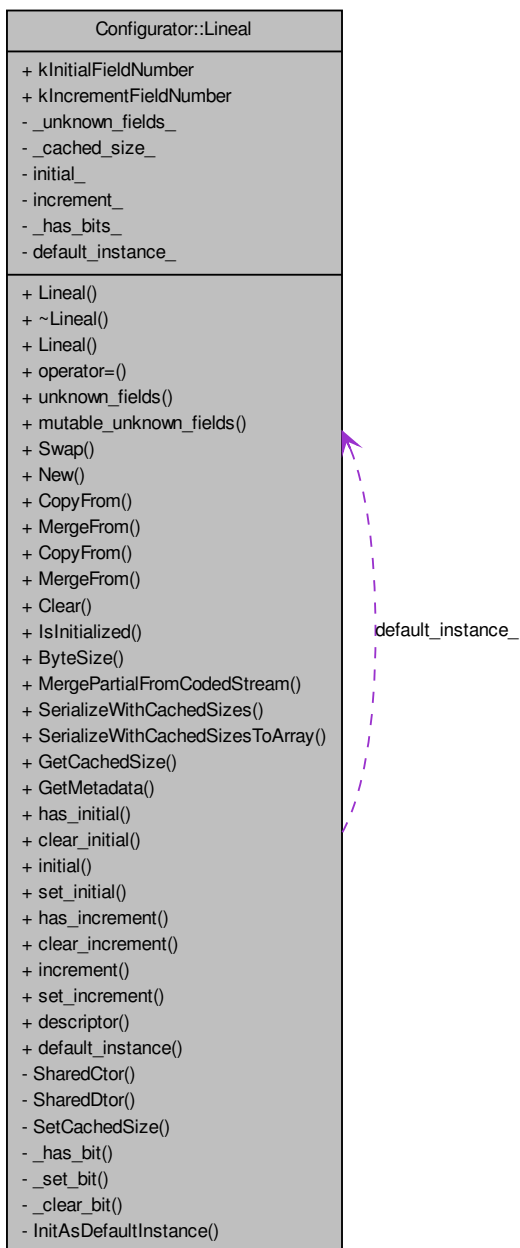 Configurator::Lineal
+ kInitialFieldNumber
+ kIncrementFieldNumber
- _unknown_fields_
- _cached_size_
- initial_
- increment_
- _has_bits_
- default_instance_
+ Lineal()
+ ~Lineal()
+ Lineal()
+ operator=()
+ unknown_fields()
+ mutable_unknown_fields()
+ Swap()
+ New()
+ CopyFrom()
+ MergeFrom()
+ CopyFrom()
+ MergeFrom()
+ Clear()
+ IsInitialized()
+ ByteSize()
+ MergePartialFromCodedStream()
+ SerializeWithCachedSizes()
+ SerializeWithCachedSizesToArray()
+ GetCachedSize()
+ GetMetadata()
+ has_initial()
+ clear_initial()
+ initial()
+ set_initial()
+ has_increment()
+ clear_increment()
+ increment()
+ set_increment()
+ descriptor()
+ default_instance()
- SharedCtor()
- SharedDtor()
- SetCachedSize()
- _has_bit()
- _set_bit()
- _clear_bit()
- InitAsDefaultInstance()
default_instance_